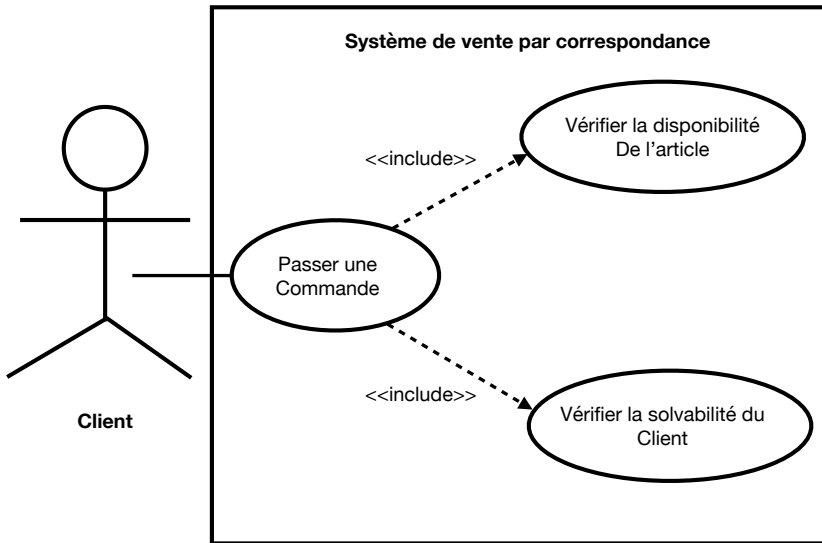 Système de vente par correspondance
Vérifier la disponibilité
De l'article
<<include>>
Passer une
Commande
<<include>>
Client
Vérifier la solvabilité du
Client